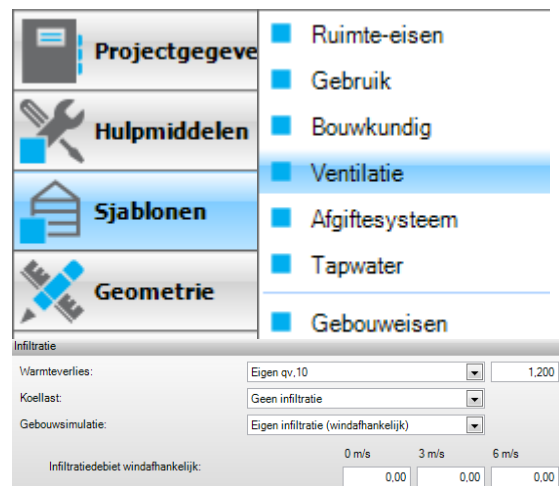 Projectgegeve
Hulpmiddelen
Sjablonen
Geometrie
Ruimte-eisen
Gebruik
Bouwkundig
Ventilatie
Afgiftesysteem
Tapwater
Gebouweisen
Infiltratie
Warmteverlies: Eigen qv,10 1,200
Koellast: Geen infiltratie
Gebouwsimulatie: Eigen infiltratie (windafhankelijk)
0 m/s 3 m/s 6 m/s
Infiltratiedebiet windafhankelijk: 0,00 0,00 0,00